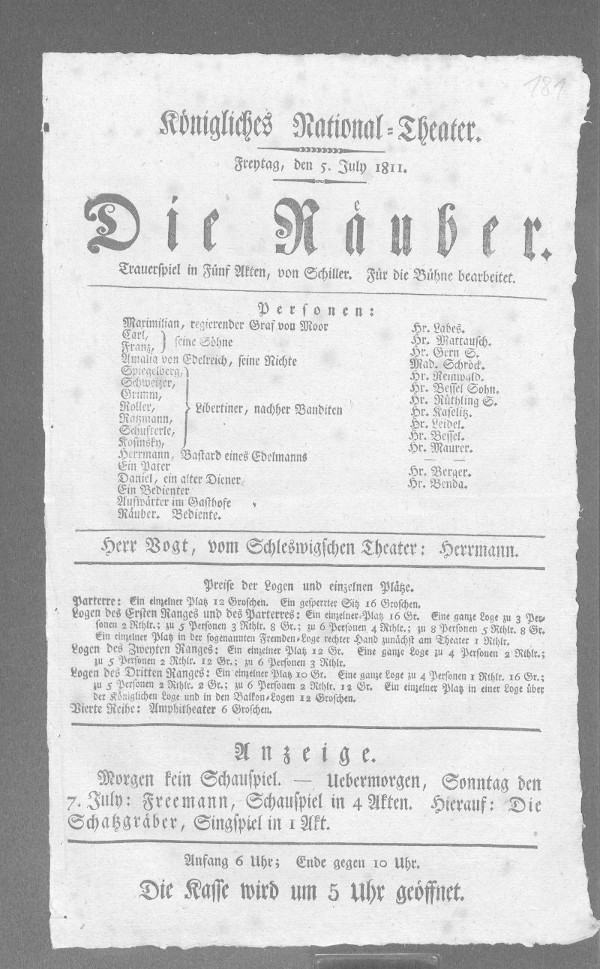 181
Königliches National-Theater.
Freytag, den 5. July 1811.
Die Räuber.
Trauerspiel in Fünf Akten, von Schiller. Für die Bühne bearbeitet.
Personen:
Maximilian, regierender Graf von Moor Hr. Labes.
Carl, Hr. Mattausch.
Franz, } seine Söhne Hr. Gern S.
Amalia von Edelreich, seine Nichte Mad. Schröck.
Spiegelberg, Hr. Reinwald.
Schweizer, Hr. Bessel Sohn.
Grimm, Hr. Rüthling S.
Roller, } Libertiner, nachher Banditen Hr. Kaselitz.
Razmann, Hr. Leidel.
Schufterle, Hr. Bessel.
Kosinsky, Hr. Maurer.
Herrmann, Bastard eines Edelmanns — —
Ein Pater Hr. Berger.
Daniel, ein alter Diener Hr. Benda.
Ein Bedienter
Aufwärter im Gasthofe
Räuber. Bediente.
Herr Vogt, vom Schleswigschen Theater: Herrmann.
Preise der Logen und einzelnen Plätze.
Parterre: Ein einzelner Platz 12 Groschen. Ein gesperrter Sitz 16 Groschen.
Logen des Ersten Ranges und des Parterres: Ein einzelner Platz 16 Gr. Eine ganze Loge zu 3 Per-
sonen 2 Rthlr.; zu 5 Personen 3 Rthlr. 8 Gr.; zu 6 Personen 4 Rthlr.; zu 8 Personen 5 Rthlr. 8 Gr.
Ein einzelner Platz in der sogenannten Fremden-Loge rechter Hand zunächst am Theater 1 Rthlr.
Logen des Zweyten Ranges: Ein einzelner Platz 12 Gr. Eine ganze Loge zu 4 Personen 2 Rthlr.;
zu 5 Personen 2 Rthlr. 12 Gr.; zu 6 Personen 3 Rthlr.
Logen des Dritten Ranges: Ein einzelner Platz 10 Gr. Eine ganze Loge zu 4 Personen 1 Rthlr. 16 Gr.;
zu 5 Personen 2 Rthlr. 2 Gr.; zu 6 Personen 2 Rthlr. 12 Gr. Ein einzelner Platz in einer Loge über
der Königlichen Loge und in den Balkon-Logen 12 Groschen.
Vierte Reihe: Amphitheater 6 Groschen.
Anzeige.
Morgen kein Schauspiel. — Uebermorgen, Sonntag den
7. July: Freemann, Schauspiel in 4 Akten. Hierauf: Die
Schatzgräber, Singspiel in 1 Akt.
Anfang 6 Uhr; Ende gegen 10 Uhr.
Die Kasse wird um 5 Uhr geöffnet.